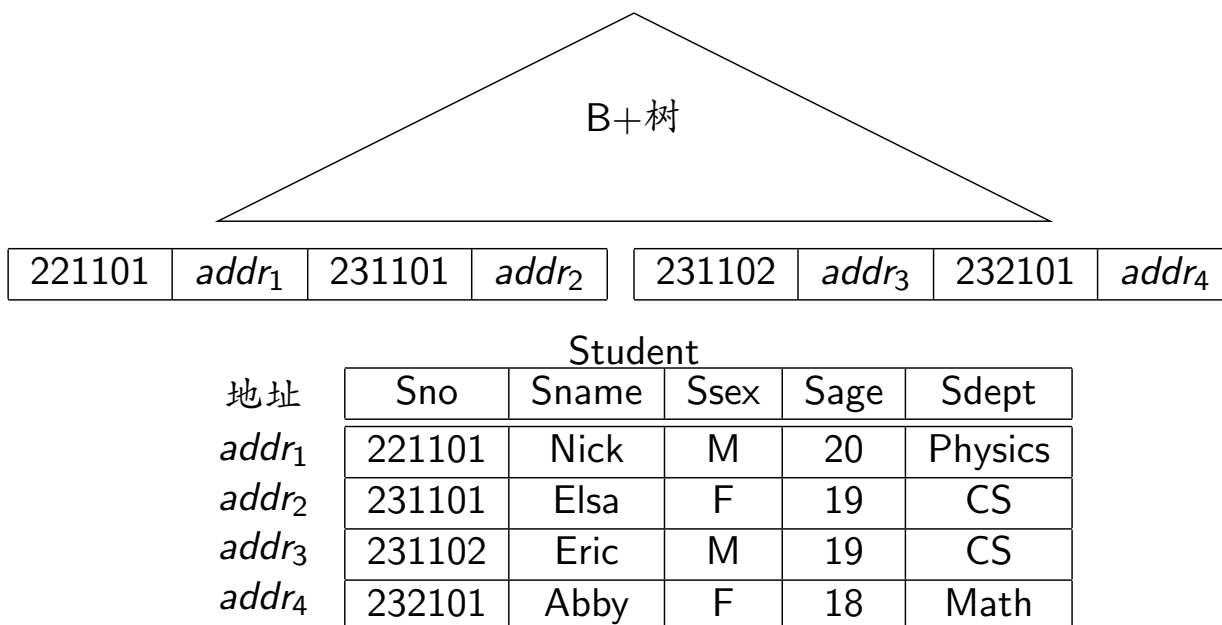 B+树
221101 addr₁ 231101 addr₂ 231102 addr₃ 232101 addr₄
Student
地址 Sno Sname Ssex Sage Sdept
addr₁ 221101 Nick M 20 Physics
addr₂ 231101 Elsa F 19 CS
addr₃ 231102 Eric M 19 CS
addr₄ 232101 Abby F 18 Math